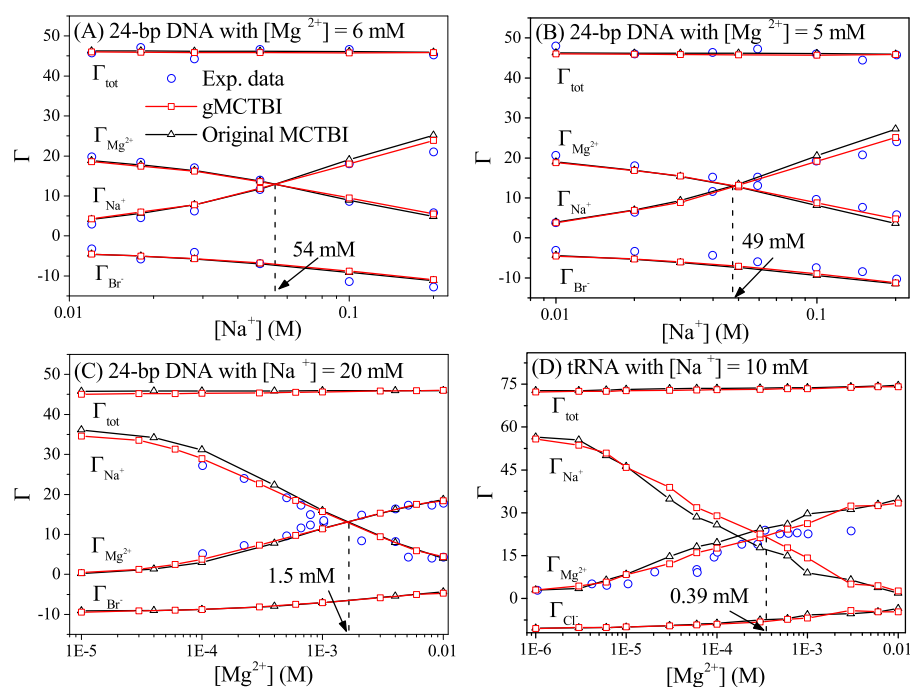 (A) 24-bp DNA with [Mg2+] = 6 mM
60
50
40
30
20
10
0
-10
Γtot
ΓMg2+
ΓNa+
ΓBr-
Exp. data
gMCTBI
Original MCTBI
54 mM
0.01
0.1
[Na+] (M)
Γ
(B) 24-bp DNA with [Mg2+] = 5 mM
50
40
30
20
10
0
-10
Γtot
ΓMg2+
ΓNa+
ΓBr-
49 mM
0.01
0.1
[Na+] (M)
Γ
(C) 24-bp DNA with [Na+] = 20 mM
50
40
30
20
10
0
-10
Γtot
ΓNa+
ΓMg2+
ΓBr-
1.5 mM
1E-5
1E-4
1E-3
0.01
[Mg2+] (M)
Γ
(D) tRNA with [Na+] = 10 mM
75
60
45
30
15
0
Γtot
ΓNa+
ΓMg2+
ΓCl-
0.39 mM
1E-6
1E-5
1E-4
1E-3
0.01
[Mg2+] (M)
Γ